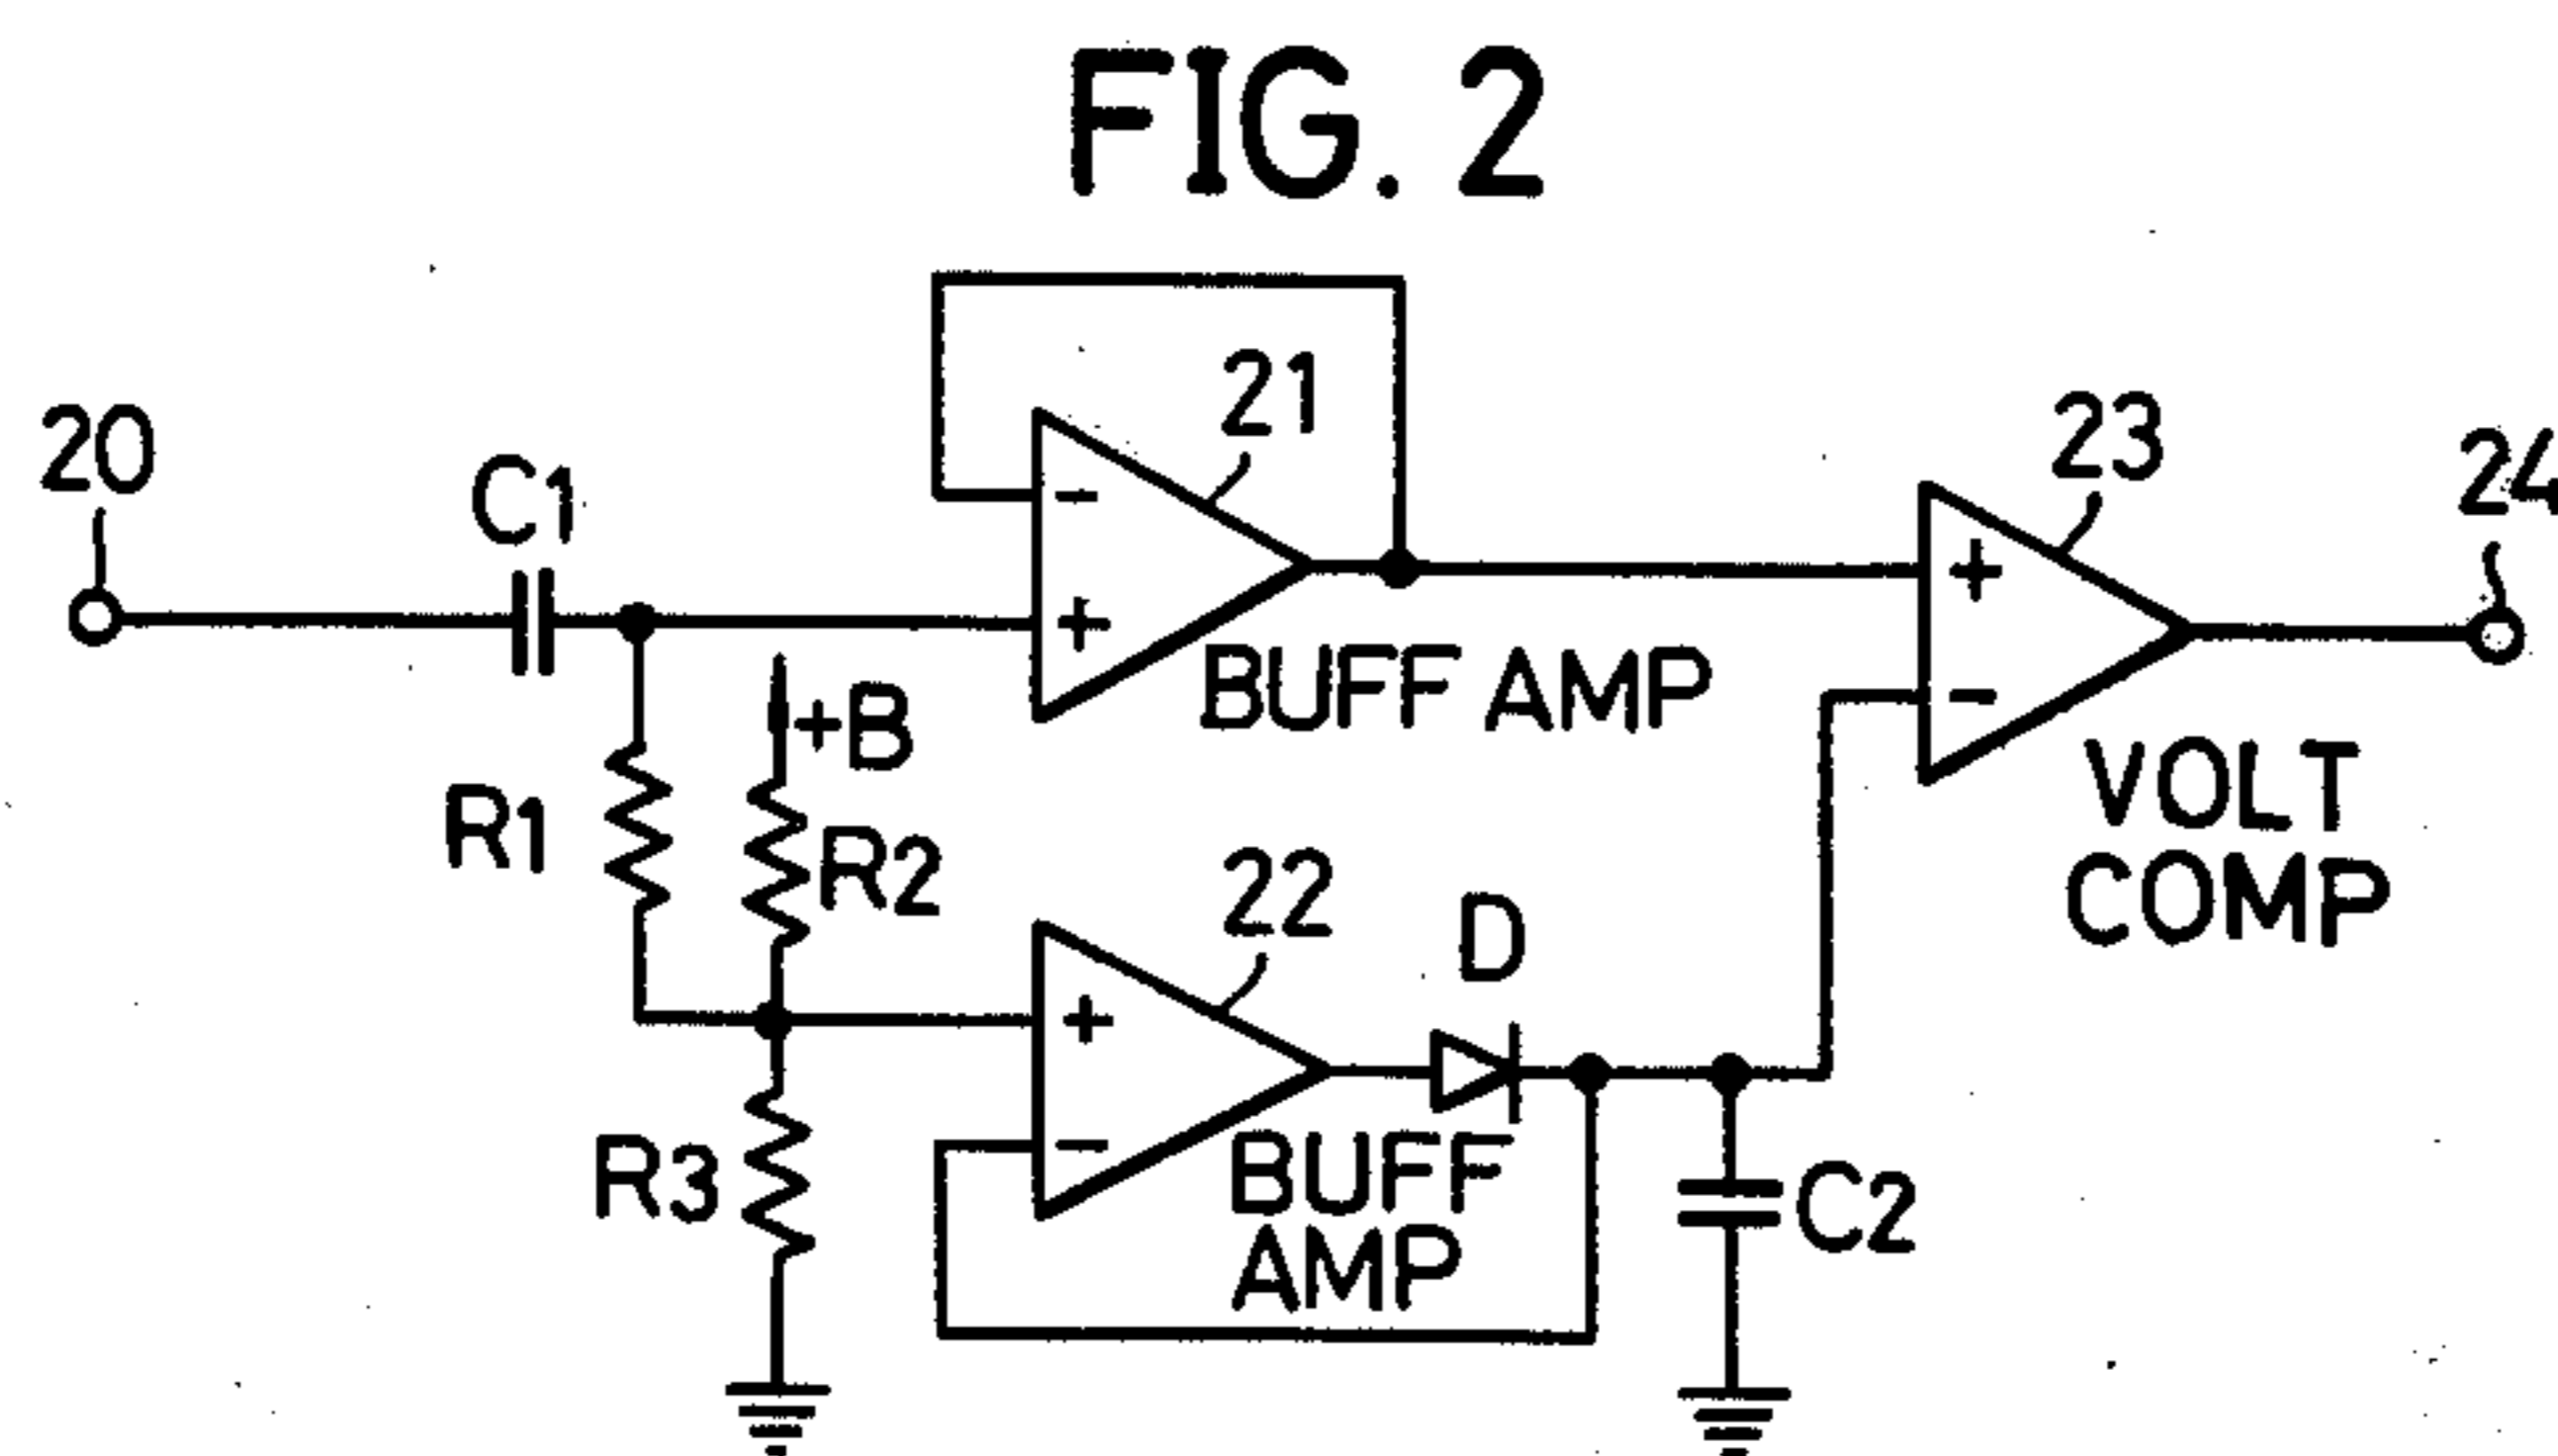 FIG. 2
20
C1
21
23
24
BUFF AMP
+B
R1
R2
VOLT
COMP
22
D
R3
BUFF
AMP
C2
+
-
+
-
+
-